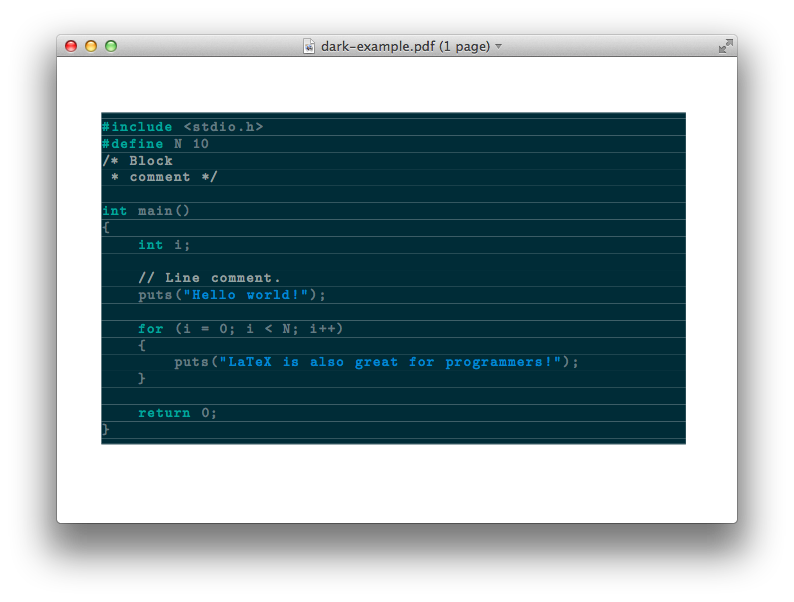 dark-example.pdf (1 page)
#include <stdio.h>
#define N 10
/* Block
 * comment */
int main()
{
    int i;
    // Line comment.
    puts("Hello world!");
    for (i = 0; i < N; i++)
    {
        puts("LaTeX is also great for programmers!");
    }
    return 0;
}